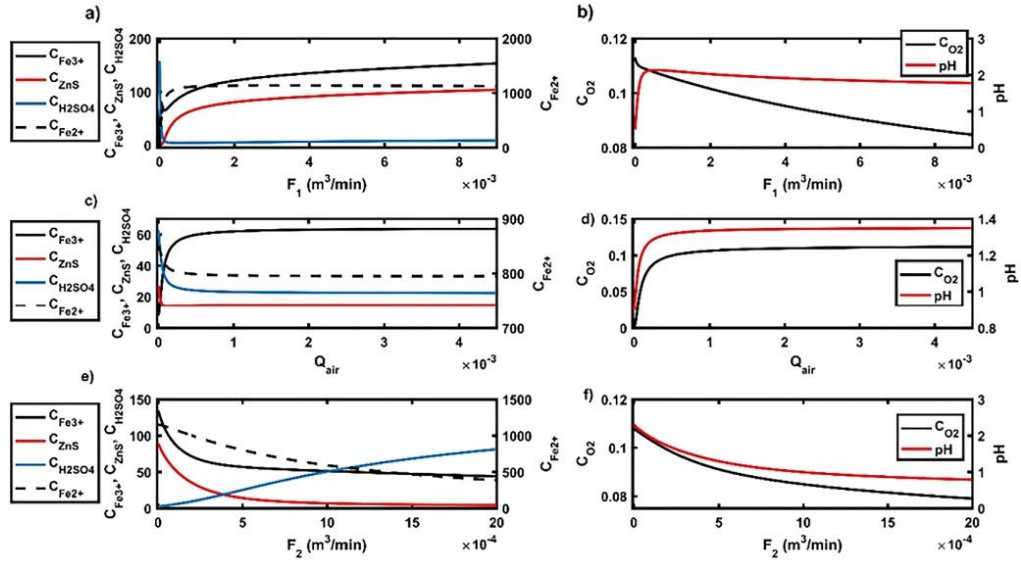 a)
C_Fe3+
C_ZnS
C_H2SO4
C_Fe2+
C_Fe3+, C_ZnS, C_H2SO4
200
100
0
2000
1000
0
C_Fe2+
0 2 4 6 8
F_1 (m^3/min) ×10^-3
b)
C_O2
pH
C_O2
0.12
0.1
0.08
3
2
1
0
pH
0 2 4 6 8
F_1 (m^3/min) ×10^-3
c)
C_Fe3+
C_ZnS
C_H2SO4
C_Fe2+
C_Fe3+, C_ZnS, C_H2SO4
60
40
20
0
900
800
700
C_Fe2+
0 1 2 3 4
Q_air ×10^-3
d)
C_O2
pH
C_O2
0.15
0.1
0.05
0
1.4
1.2
1
0.8
pH
0 1 2 3 4
Q_air ×10^-3
e)
C_Fe3+
C_ZnS
C_H2SO4
C_Fe2+
C_Fe3+, C_ZnS, C_H2SO4
150
100
50
0
1500
1000
500
0
C_Fe2+
0 5 10 15 20
F_2 (m^3/min) ×10^-4
f)
C_O2
pH
C_O2
0.12
0.1
0.08
3
2
1
0
pH
0 5 10 15 20
F_2 (m^3/min) ×10^-4